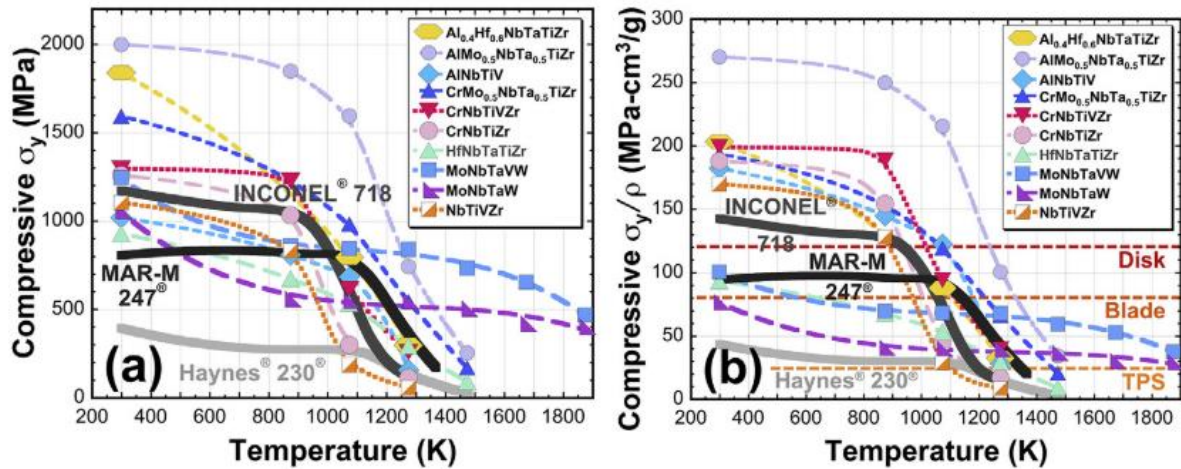 Compressive σy (MPa)
2000
1500
1000
500
0
200 400 600 800 1000 1200 1400 1600 1800
Temperature (K)
Al0.4Hf0.6NbTaTiZr
AlMo0.5NbTa0.5TiZr
AlNbTiV
CrMo0.5NbTa0.5TiZr
CrNbTiVZr
CrNbTiZr
HfNbTaTiZr
MoNbTaVW
MoNbTaW
NbTiVZr
INCONEL® 718
MAR-M
247®
Haynes® 230®
(a)
Compressive σy/ρ (MPa-cm³/g)
300
250
200
150
100
50
0
200 400 600 800 1000 1200 1400 1600 1800
Temperature (K)
Al0.4Hf0.6NbTaTiZr
AlMo0.5NbTa0.5TiZr
AlNbTiV
CrMo0.5NbTa0.5TiZr
CrNbTiVZr
CrNbTiZr
HfNbTaTiZr
MoNbTaVW
MoNbTaW
NbTiVZr
INCONEL®
718
MAR-M
247®
Disk
Blade
TPS
Haynes® 230®
(b)